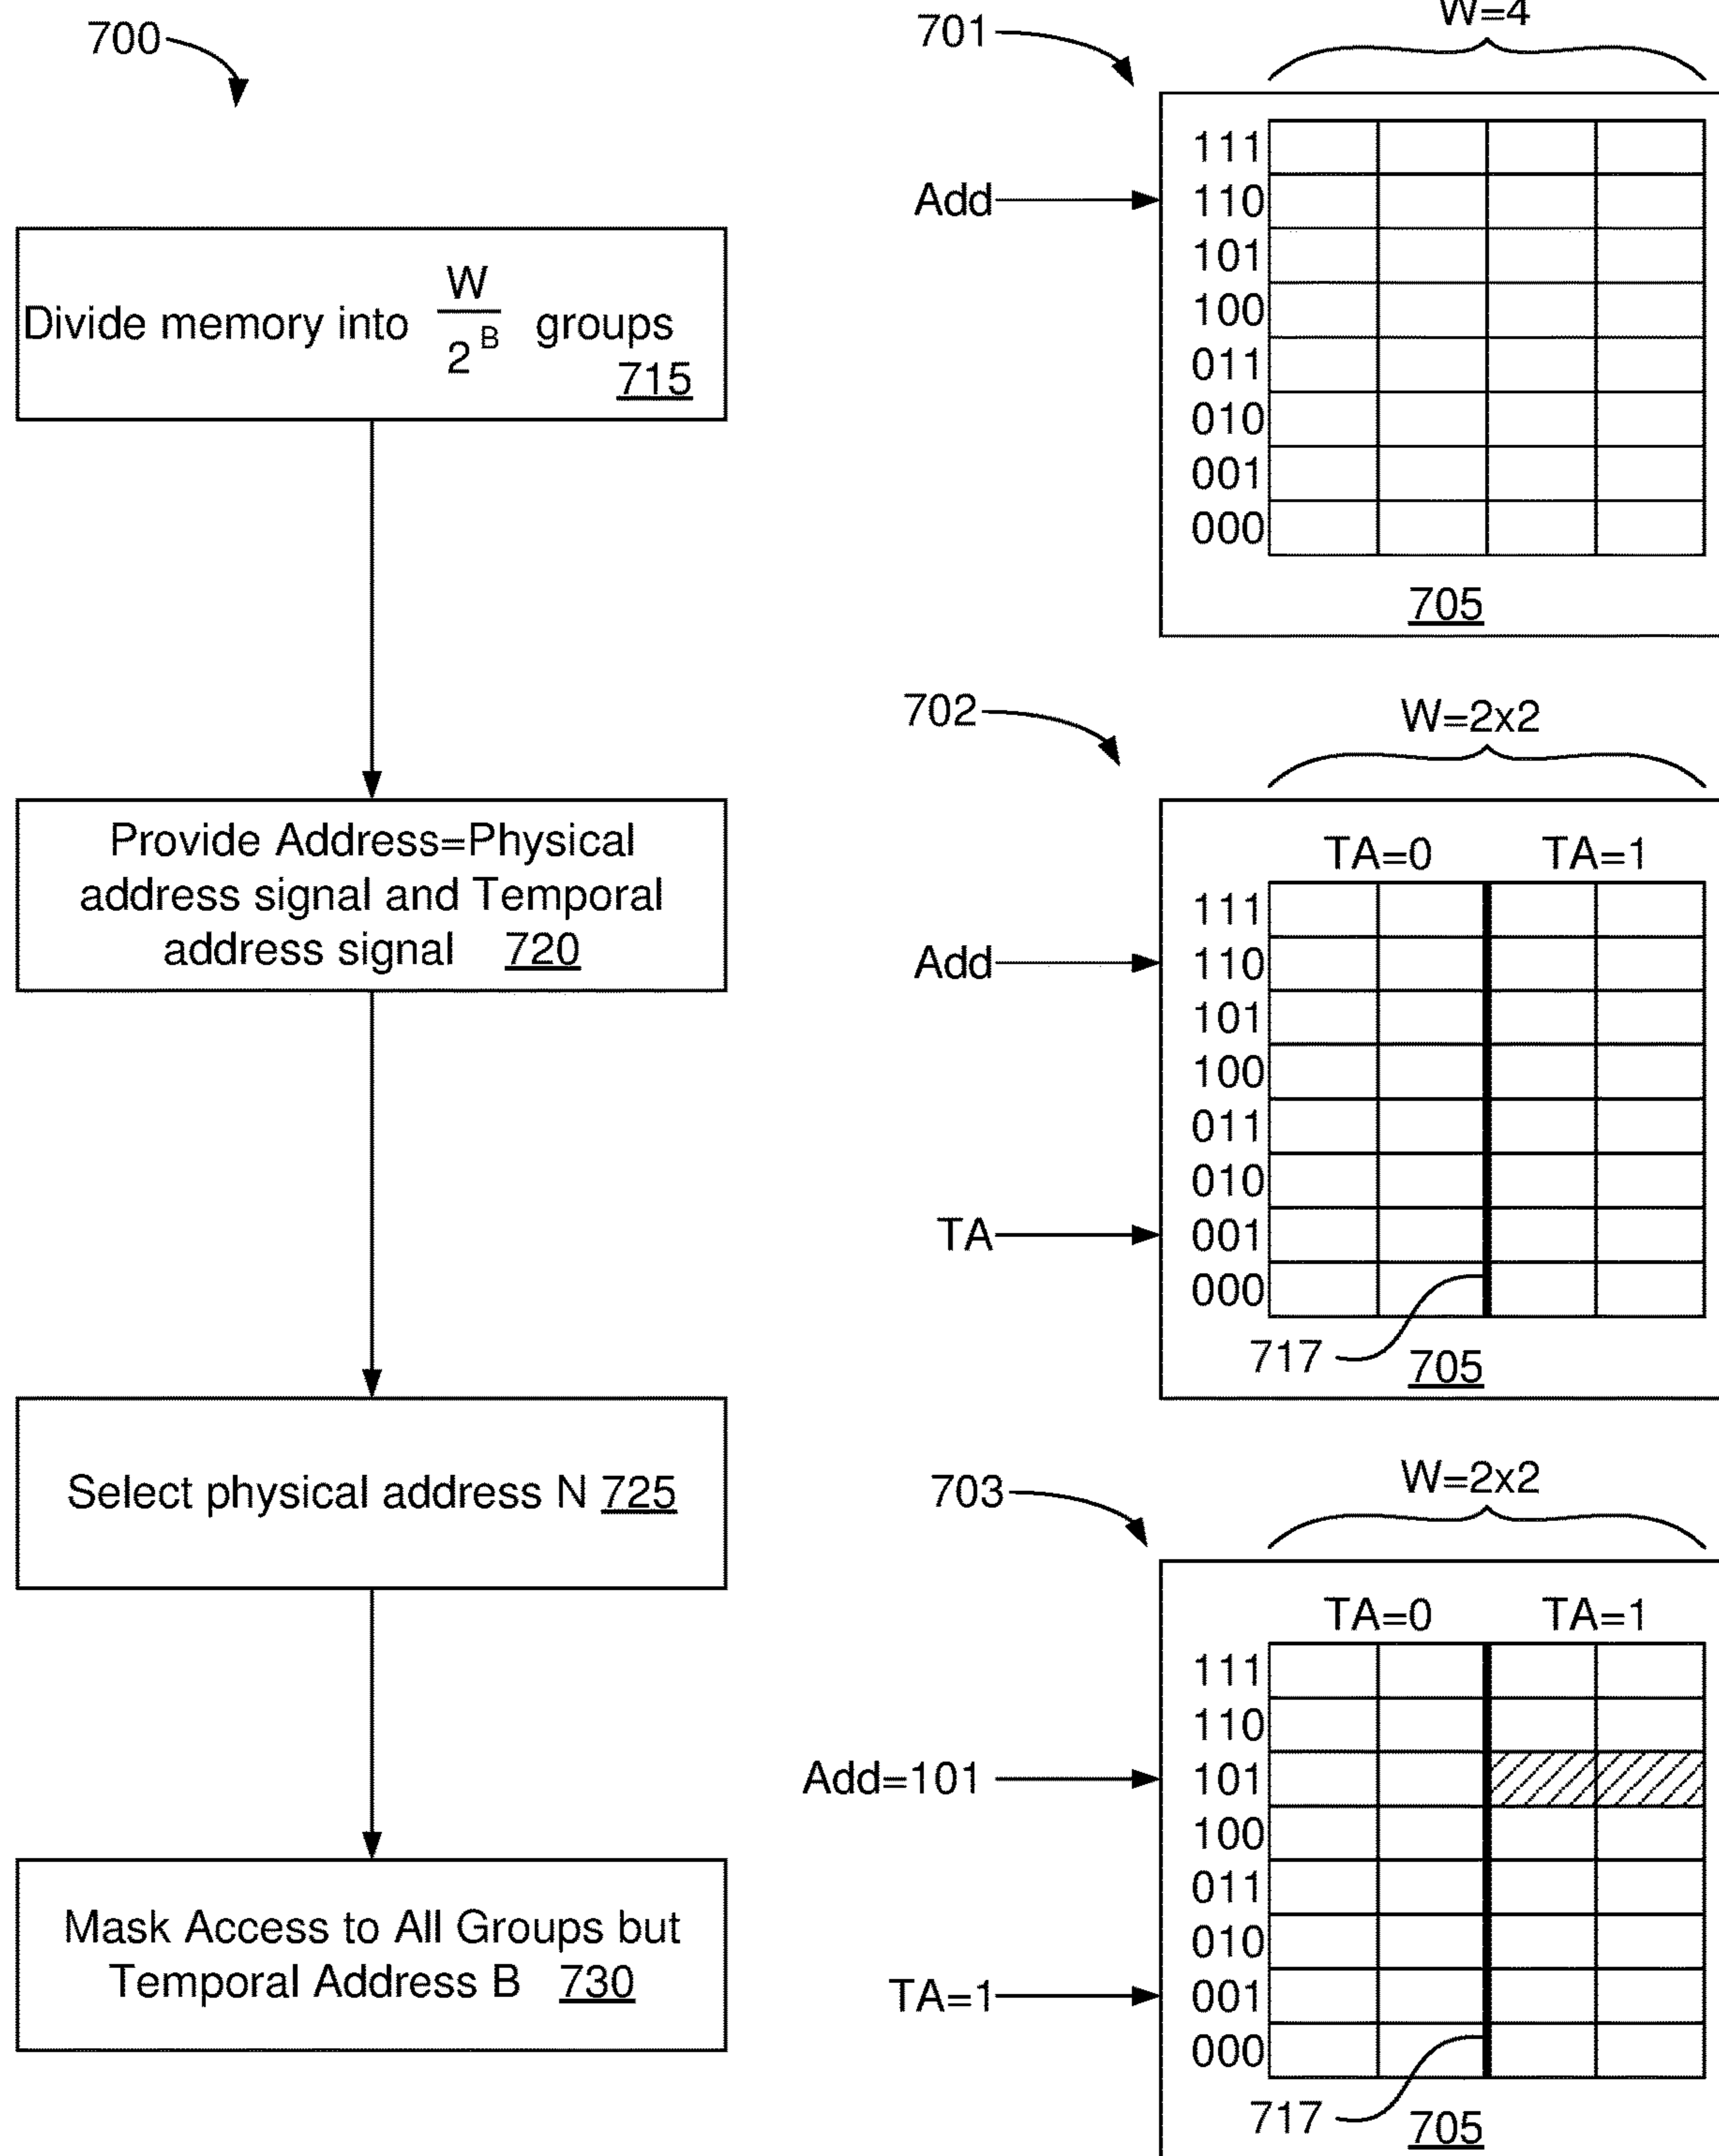 700
Divide memory into W / 2^B groups
715
Provide Address=Physical
address signal and Temporal
address signal 720
Select physical address N 725
Mask Access to All Groups but
Temporal Address B 730
701
W=4
Add
111
110
101
100
011
010
001
000
705
702
W=2x2
TA=0 TA=1
Add
TA
111
110
101
100
011
010
001
000
717
705
703
W=2x2
TA=0 TA=1
Add=101
TA=1
111
110
101
100
011
010
001
000
717
705